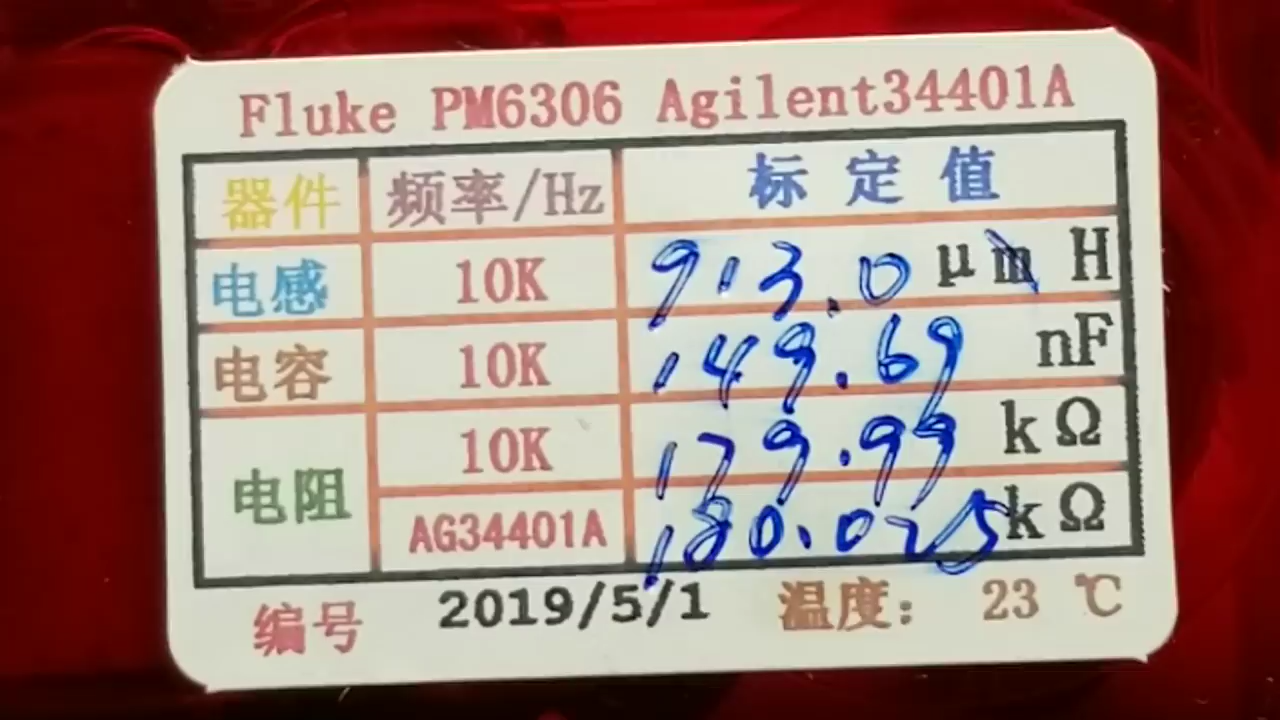 Fluke PM6306 Agilent34401A
器件 频率/Hz 标定值
电感 10K 913.0 μm H
电容 10K 149.69 nF
电阻 10K 179.99 kΩ
AG34401A 180.025 kΩ
编号 2019/5/1 温度: 23 ℃